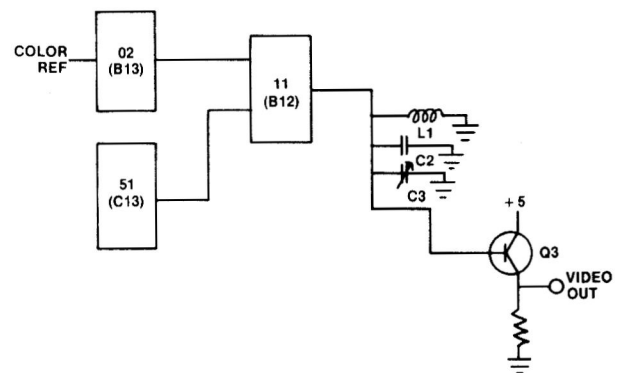 COLOR
REF
02
(B13)
11
(B12)
51
(C13)
L1
C2
C3
+5
Q3
VIDEO
OUT